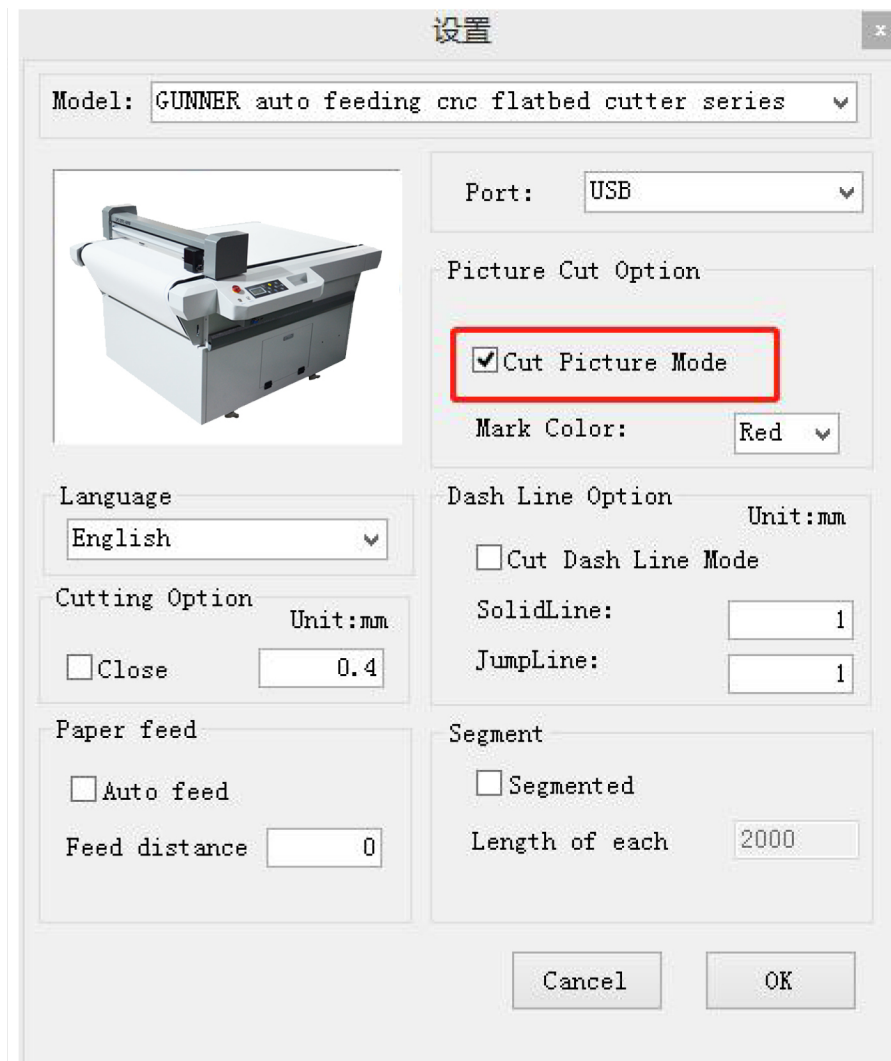 设置
x
Model: GUNNER auto feeding cnc flatbed cutter series
Port: USB
Picture Cut Option
Cut Picture Mode
Mark Color: Red
Language
English
Dash Line Option
Unit:mm
Cut Dash Line Mode
SolidLine: 1
JumpLine: 1
Cutting Option
Unit:mm
Close 0.4
Paper feed
Auto feed
Feed distance 0
Segment
Segmented
Length of each 2000
Cancel OK